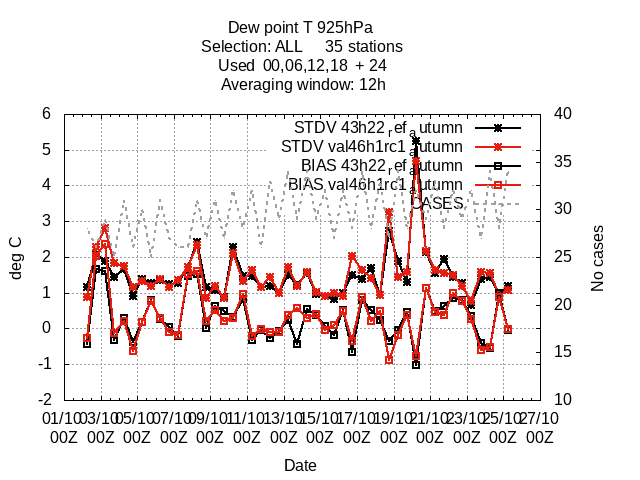 Dew point T 925hPa
Selection: ALL 35 stations
Used 00,06,12,18 + 24
Averaging window: 12h
STDV 43h22_ref_autumn
STDV val46h1rc1_autumn
BIAS 43h22_ref_autumn
BIAS val46h1rc1_autumn
CASES
6
5
4
3
2
1
0
-1
-2
deg C
40
35
30
25
20
15
10
No cases
01/10 03/10 05/10 07/10 09/10 11/10 13/10 15/10 17/10 19/10 21/10 23/10 25/10 27/10
00Z 00Z 00Z 00Z 00Z 00Z 00Z 00Z 00Z 00Z 00Z 00Z 00Z 00Z
Date